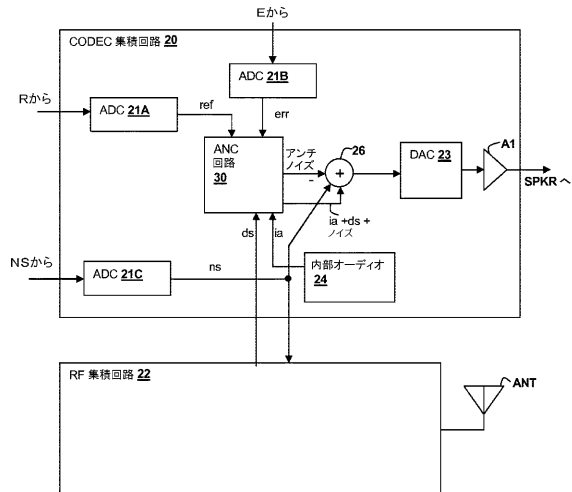 Eから
CODEC 集積回路 20
ADC 21B
Rから
ADC 21A
ref
err
ANC
回路
30
アンチ
ノイズ
-
26
+
DAC 23
A1
SPKR へ
ia +ds +
ノイズ
ds
ia
NSから
ADC 21C
ns
内部オーディオ
24
RF 集積回路 22
ANT